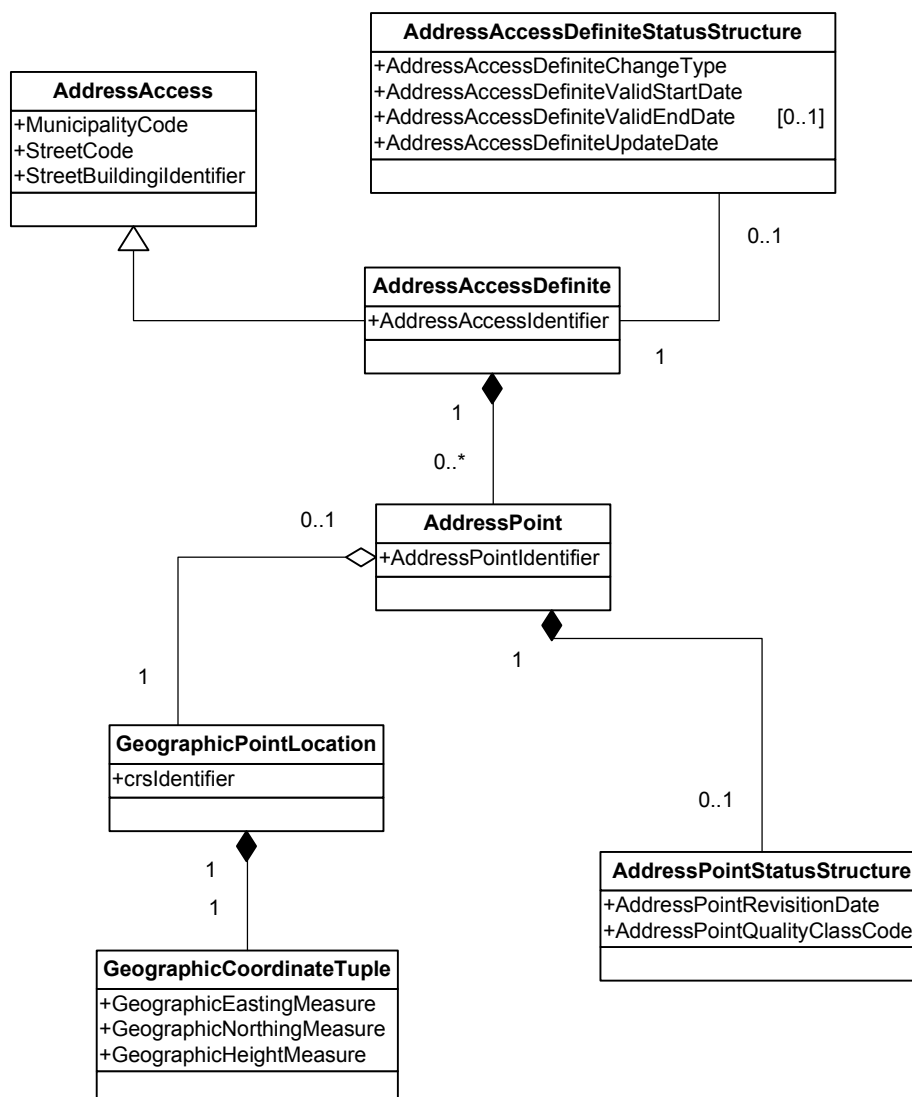 AddressAccessDefiniteStatusStructure
+AddressAccessDefiniteChangeType
+AddressAccessDefiniteValidStartDate
+AddressAccessDefiniteValidEndDate [0..1]
+AddressAccessDefiniteUpdateDate
AddressAccess
+MunicipalityCode
+StreetCode
+StreetBuildingiIdentifier
0..1
AddressAccessDefinite
+AddressAccessIdentifier
1
1
0..*
0..1
AddressPoint
+AddressPointIdentifier
1
1
GeographicPointLocation
+crsIdentifier
0..1
1
1
AddressPointStatusStructure
+AddressPointRevisitionDate
+AddressPointQualityClassCode
GeographicCoordinateTuple
+GeographicEastingMeasure
+GeographicNorthingMeasure
+GeographicHeightMeasure